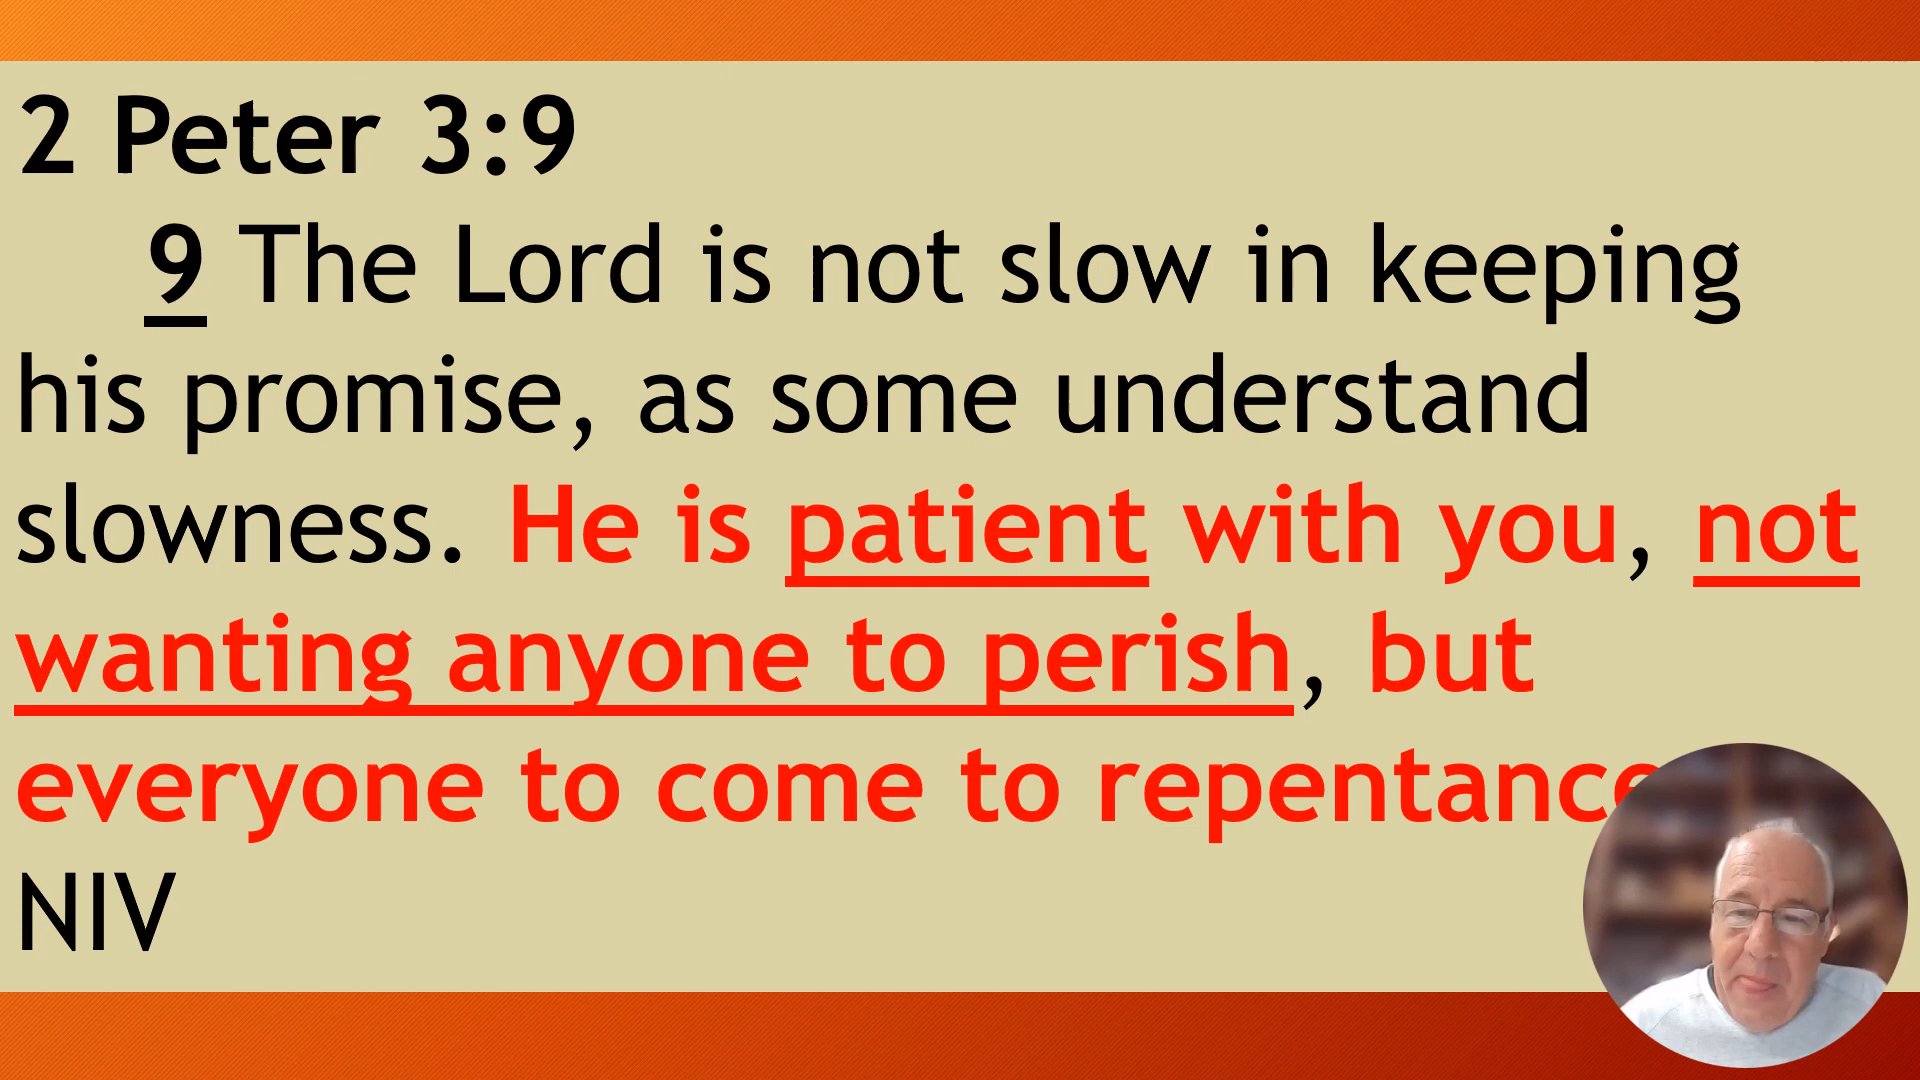 2 Peter 3:9
9 The Lord is not slow in keeping
his promise, as some understand
slowness. He is patient with you, not
wanting anyone to perish, but
everyone to come to repentance
NIV